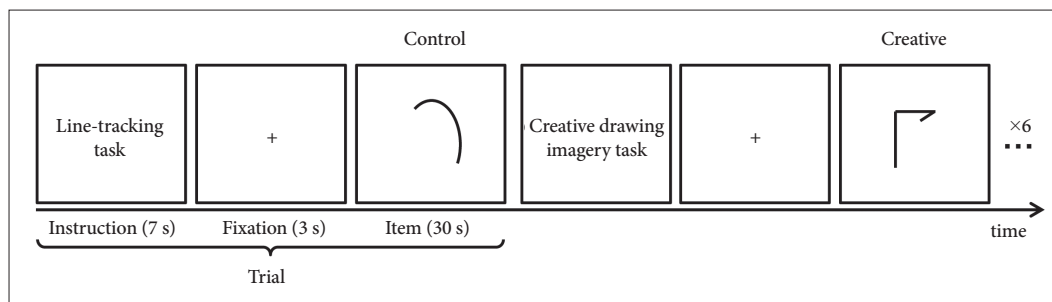 Control
Creative
Line-tracking
task
+
Creative drawing
imagery task
+
×6
...
Instruction (7 s)
Fixation (3 s)
Item (30 s)
time
Trial